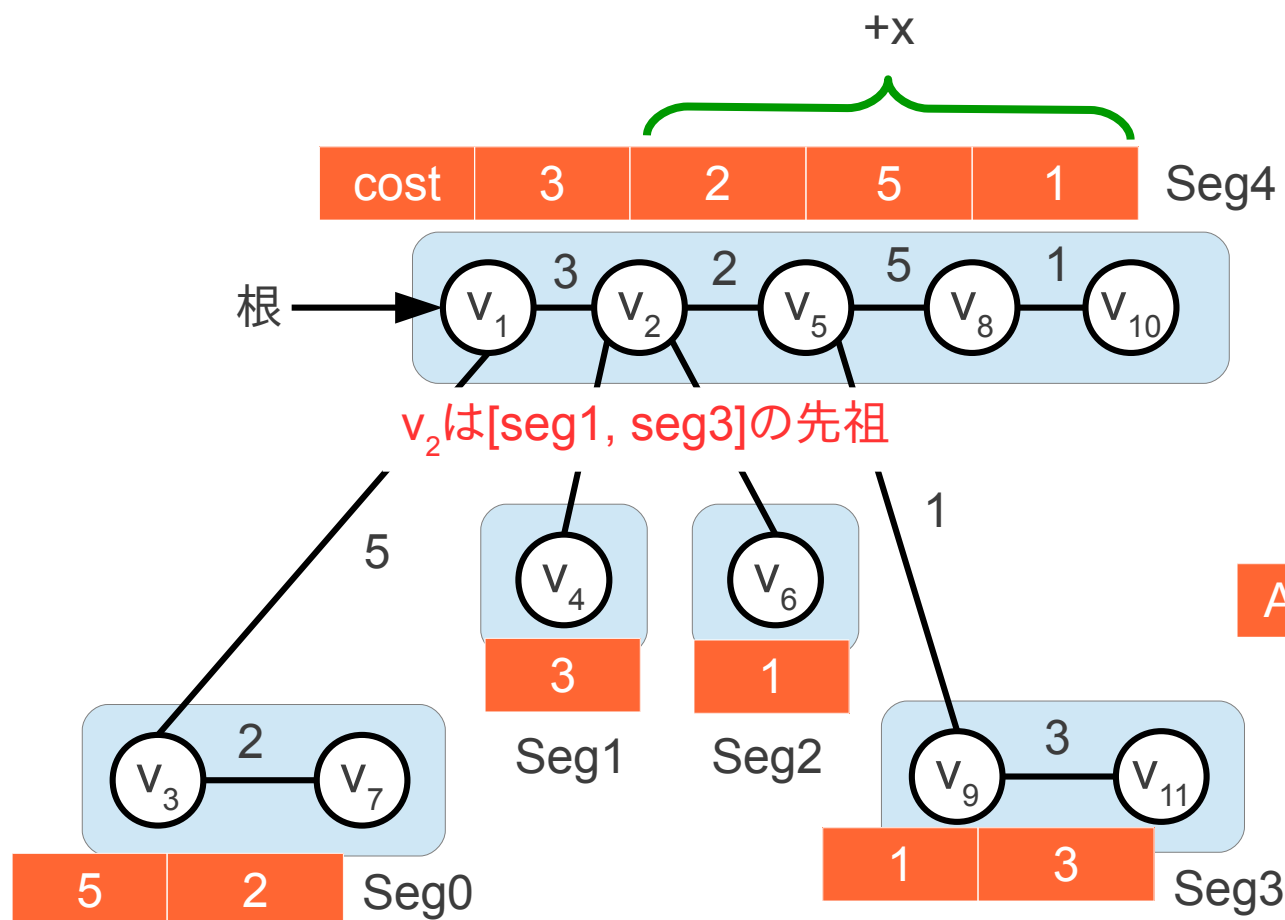 +x
cost 3 2 5 1 Seg4
3 2 5 1
根 v1 v2 v5 v8 v10
v2は[seg1, seg3]の先祖
5 1
v4 v6
A
3 1
Seg1 Seg2
2 3
v3 v7 v9 v11
5 2 Seg0
1 3 Seg3